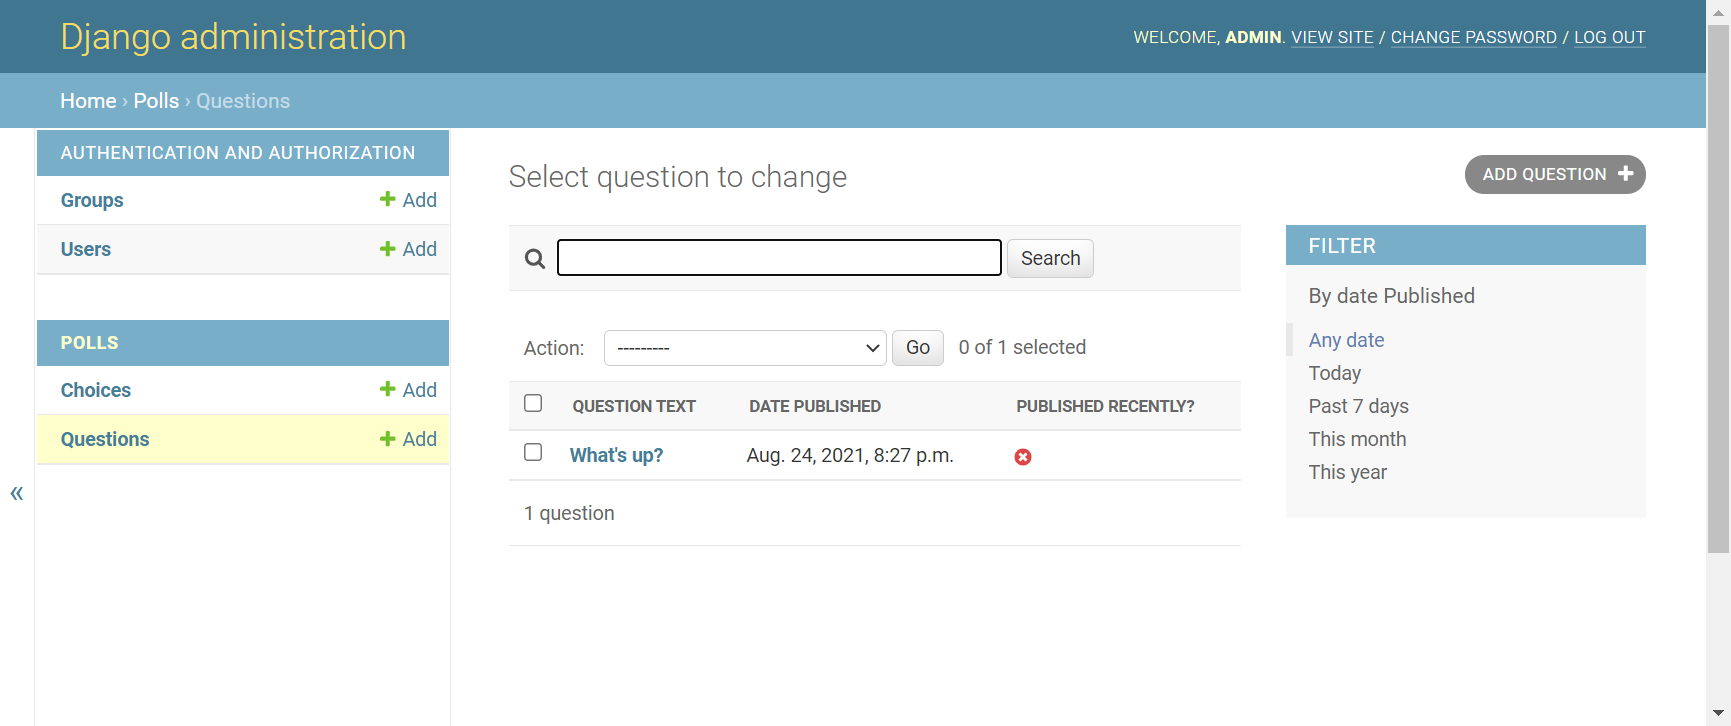 Django administration
WELCOME, ADMIN. VIEW SITE / CHANGE PASSWORD / LOG OUT
Home › Polls › Questions
AUTHENTICATION AND AUTHORIZATION
Groups + Add
Users + Add
POLLS
Choices + Add
Questions + Add
«
Select question to change
ADD QUESTION +
Search
Action: --------- Go 0 of 1 selected
QUESTION TEXT DATE PUBLISHED PUBLISHED RECENTLY?
What's up? Aug. 24, 2021, 8:27 p.m.
1 question
FILTER
By date Published
Any date
Today
Past 7 days
This month
This year